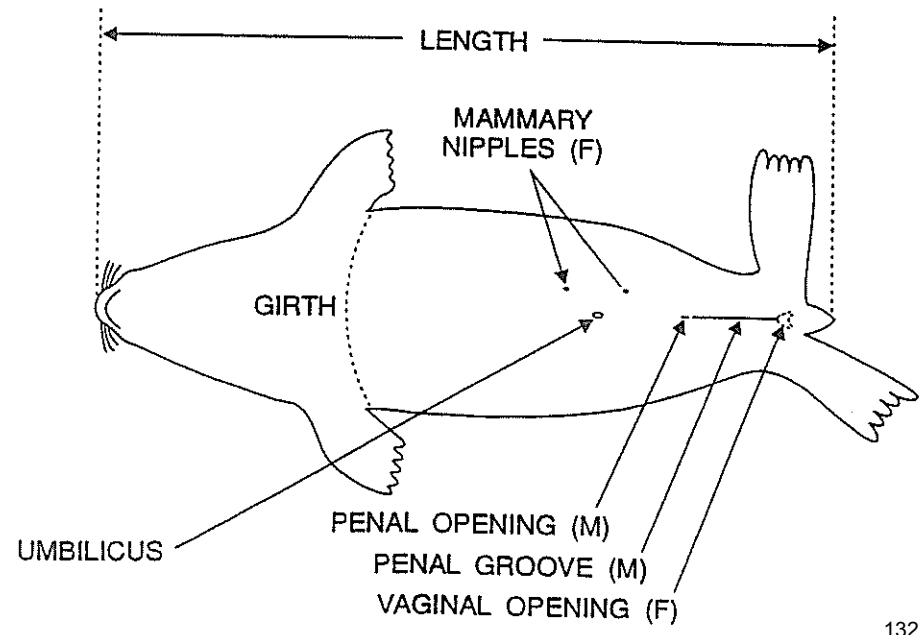 LENGTH
MAMMARY
NIPPLES (F)
GIRTH
PENAL OPENING (M)
UMBILICUS
PENAL GROOVE (M)
VAGINAL OPENING (F)
132